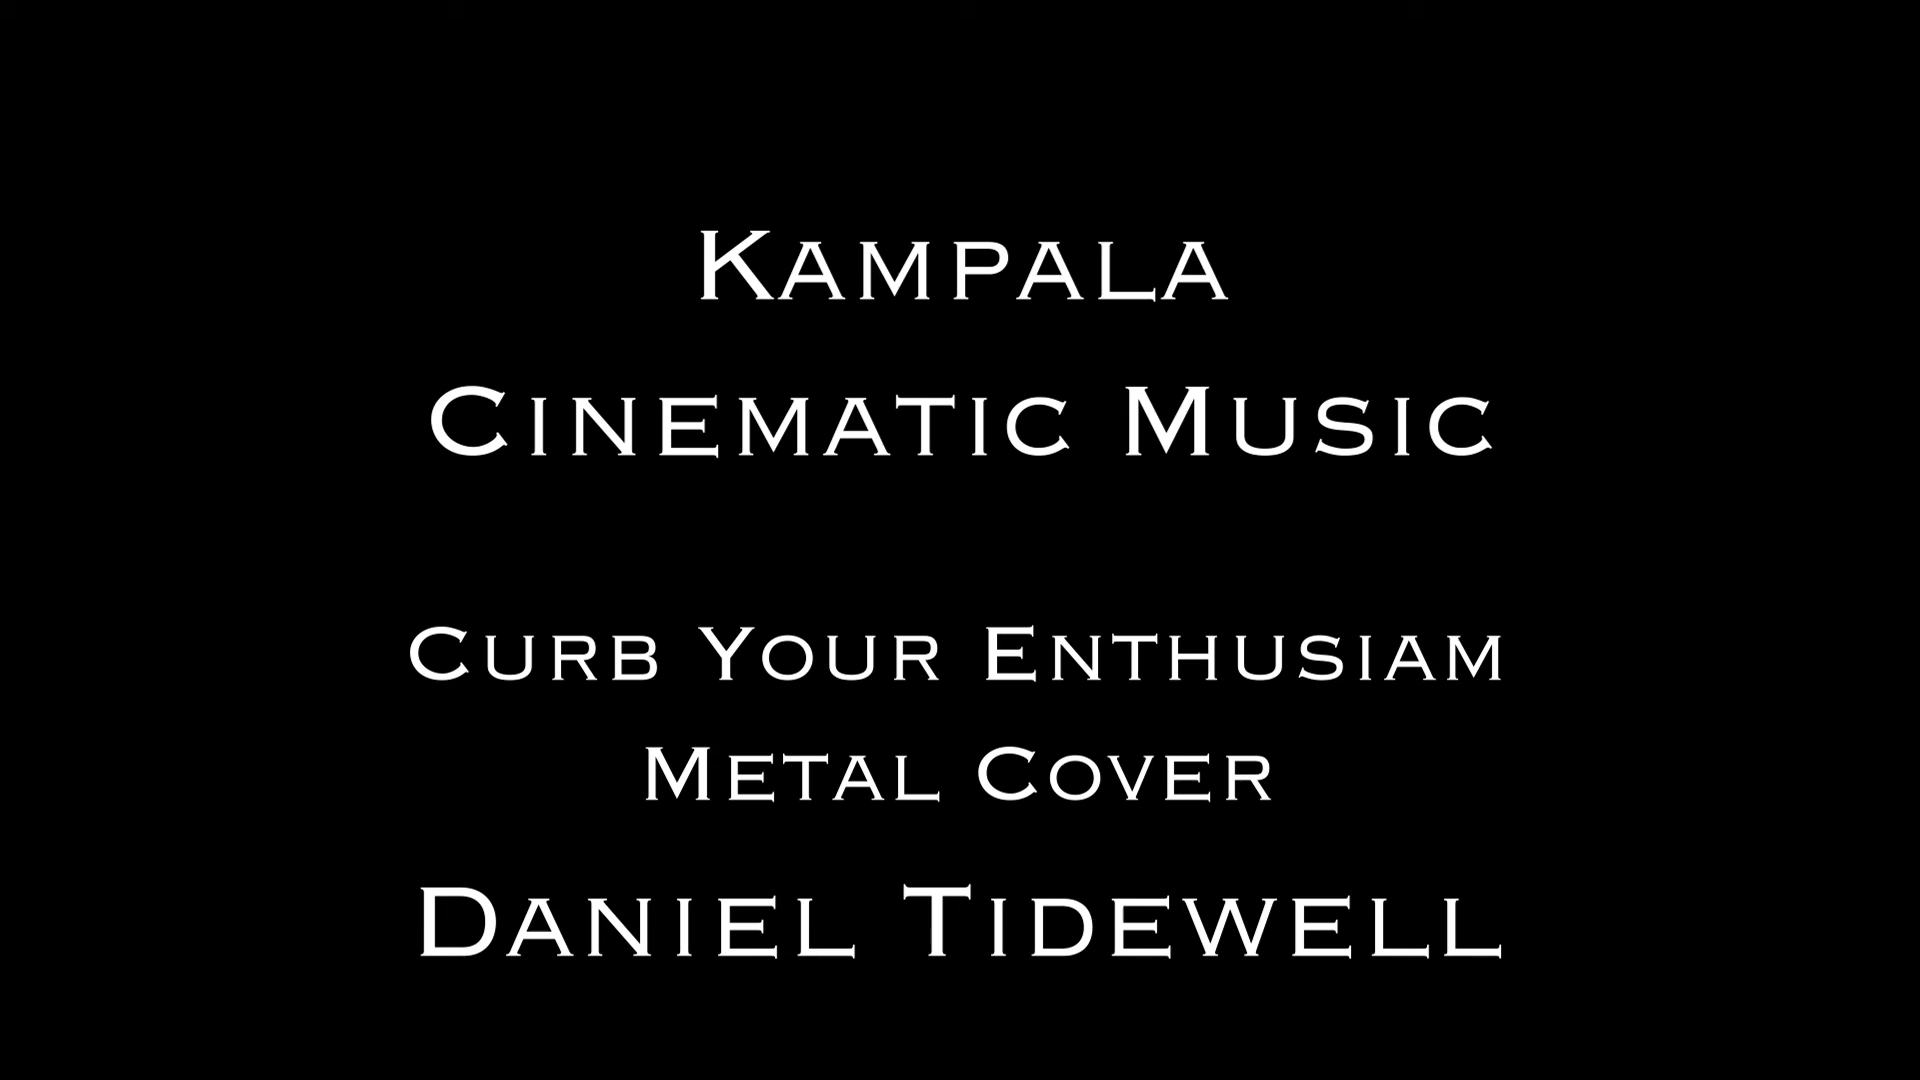 Kampala
Cinematic Music
Curb Your Enthusiam
Metal Cover
Daniel Tidewell